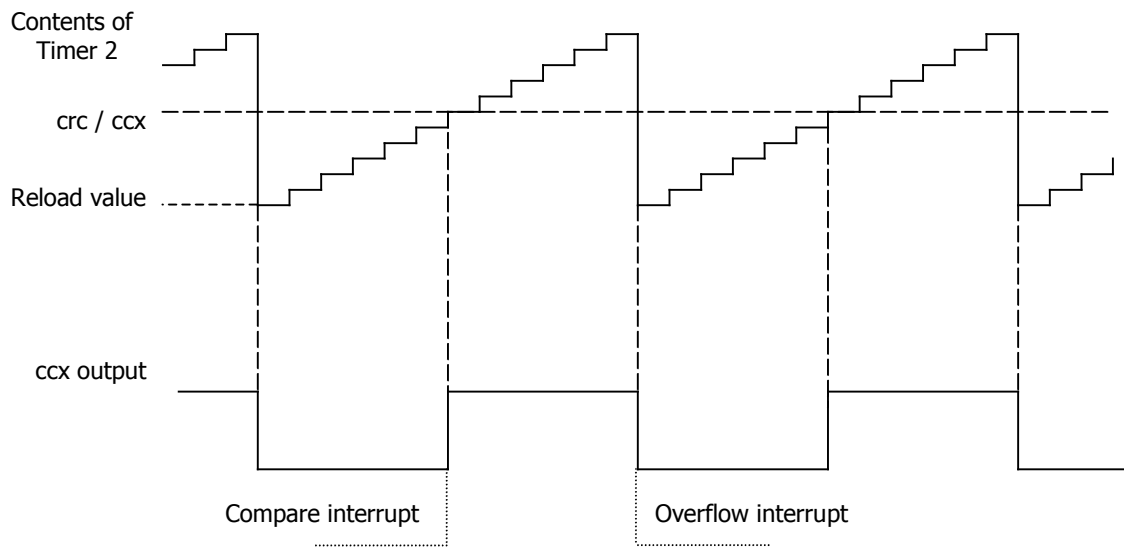 Contents of
Timer 2
crc / ccx
Reload value
ccx output
Compare interrupt
Overflow interrupt